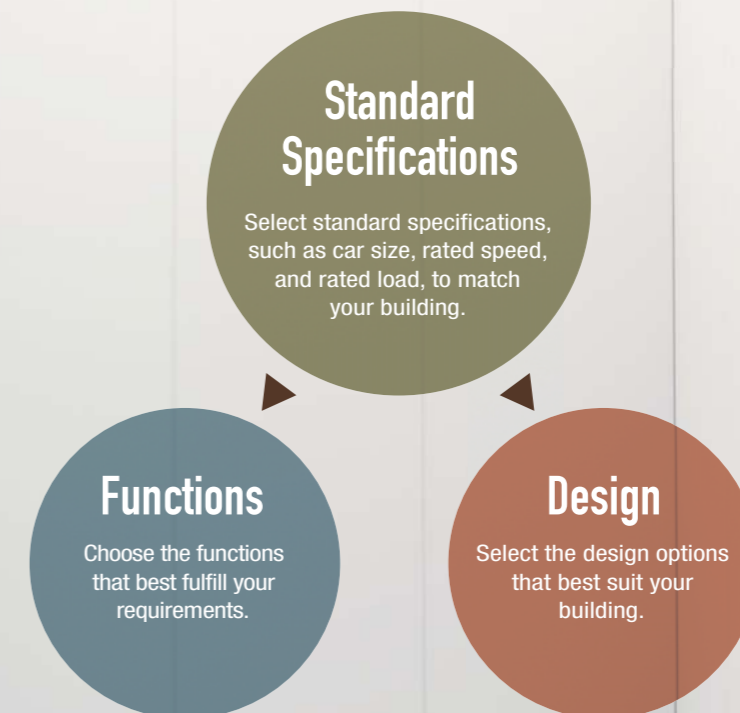 Standard
Specifications
Select standard specifications,
such as car size, rated speed,
and rated load, to match
your building.
Functions
Choose the functions
that best fulfill your
requirements.
Design
Select the design options
that best suit your
building.